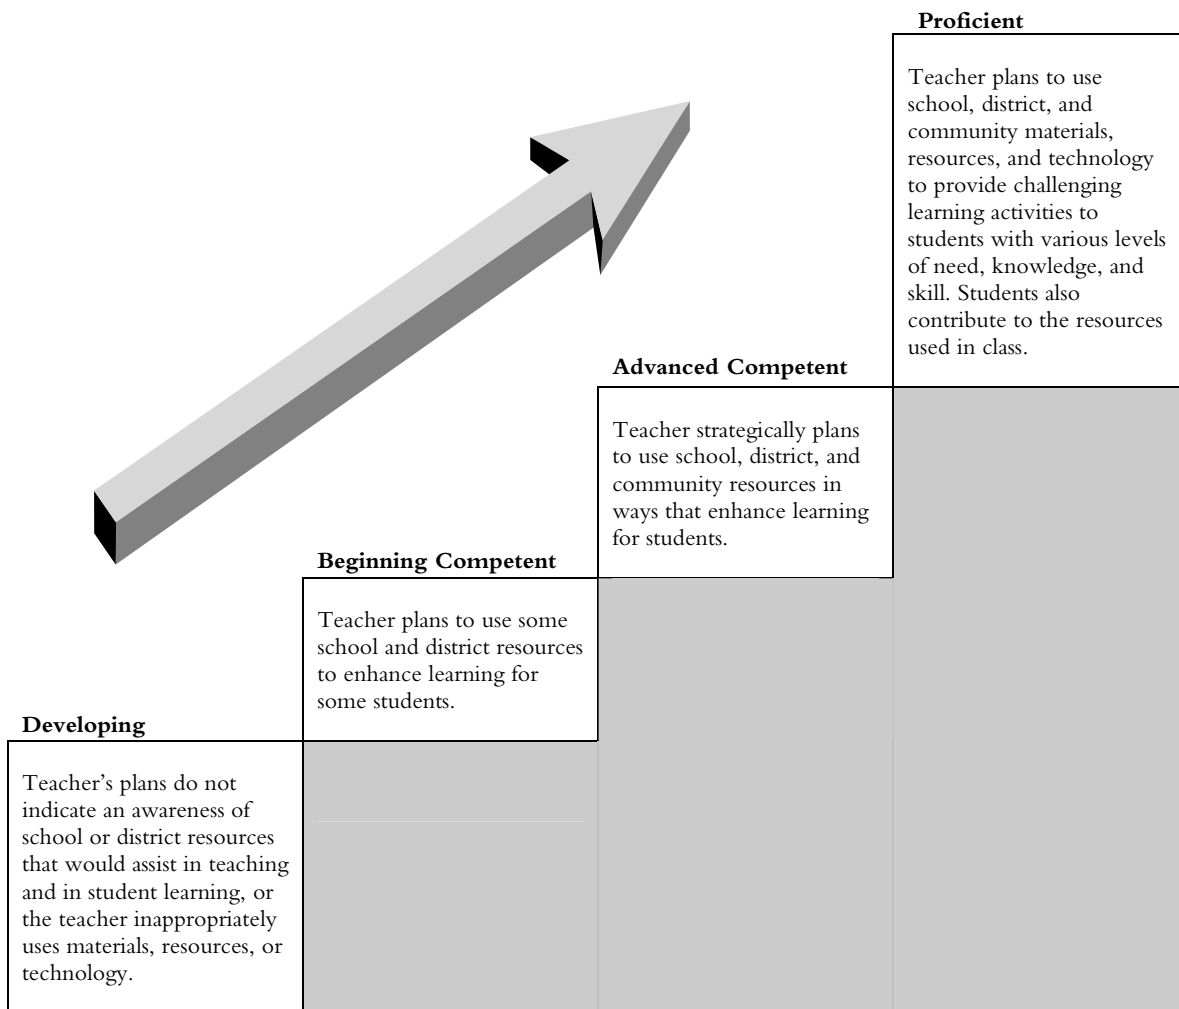 Proficient
Teacher plans to use
school, district, and
community materials,
resources, and technology
to provide challenging
learning activities to
students with various levels
of need, knowledge, and
skill. Students also
contribute to the resources
used in class.
Advanced Competent
Teacher strategically plans
to use school, district, and
community resources in
ways that enhance learning
for students.
Beginning Competent
Teacher plans to use some
school and district resources
to enhance learning for
some students.
Developing
Teacher’s plans do not
indicate an awareness of
school or district resources
that would assist in teaching
and in student learning, or
the teacher inappropriately
uses materials, resources, or
technology.